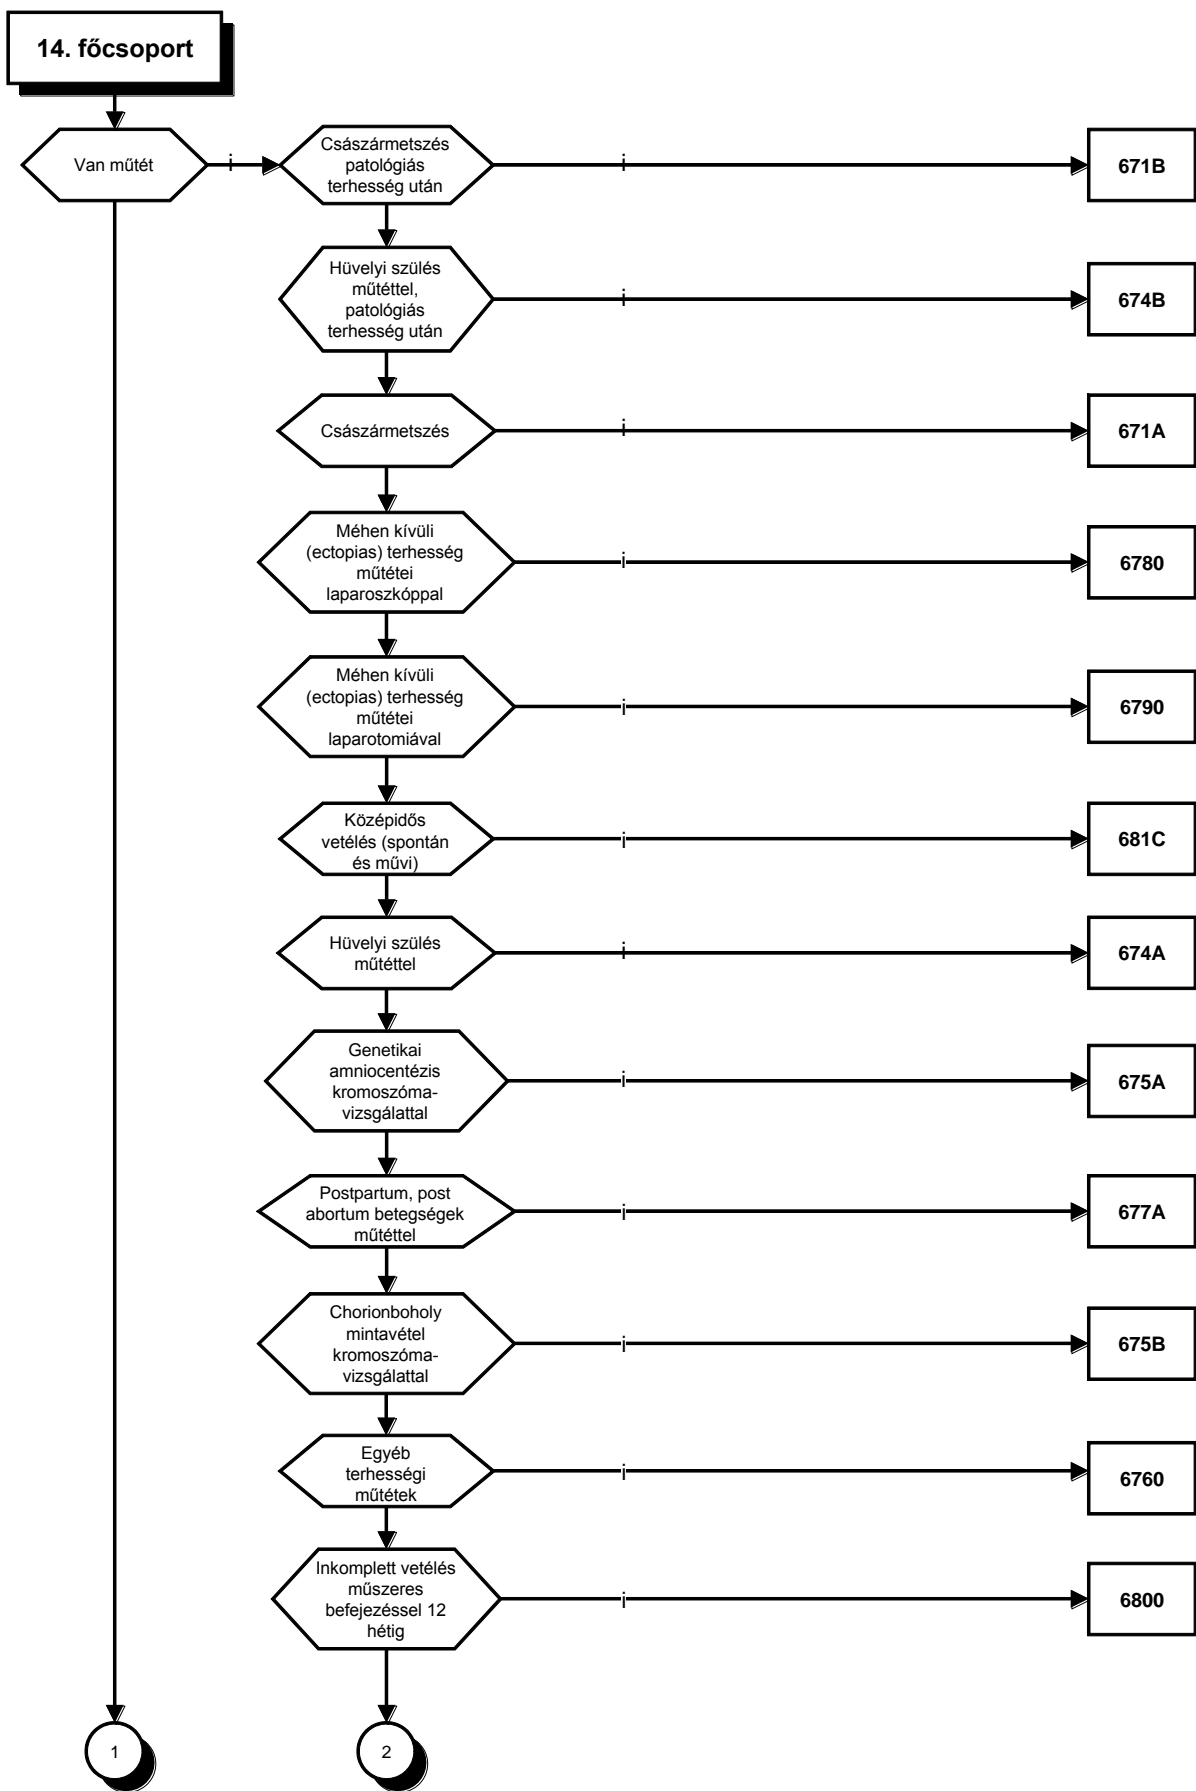 14. főcsoport
Van műtét
i
Császármetszés
patológiás
terhesség után
i
671B
Hüvelyi szülés
műtéttel,
patológiás
terhesség után
i
674B
Császármetszés
i
671A
Méhen kívüli
(ectopias) terhesség
műtétei
laparoszkóppal
i
6780
Méhen kívüli
(ectopias) terhesség
műtétei
laparotomiával
i
6790
Középidős
vetélés (spontán
és művi)
i
681C
Hüvelyi szülés
műtéttel
i
674A
Genetikai
amniocentézis
kromoszóma-
vizsgálattal
i
675A
Postpartum, post
abortum betegségek
műtéttel
i
677A
Chorionboholy
mintavétel
kromoszóma-
vizsgálattal
i
675B
Egyéb
terhességi
műtétek
i
6760
Inkomplett vetélés
műszeres
befejezéssel 12
hétig
i
6800
1
2